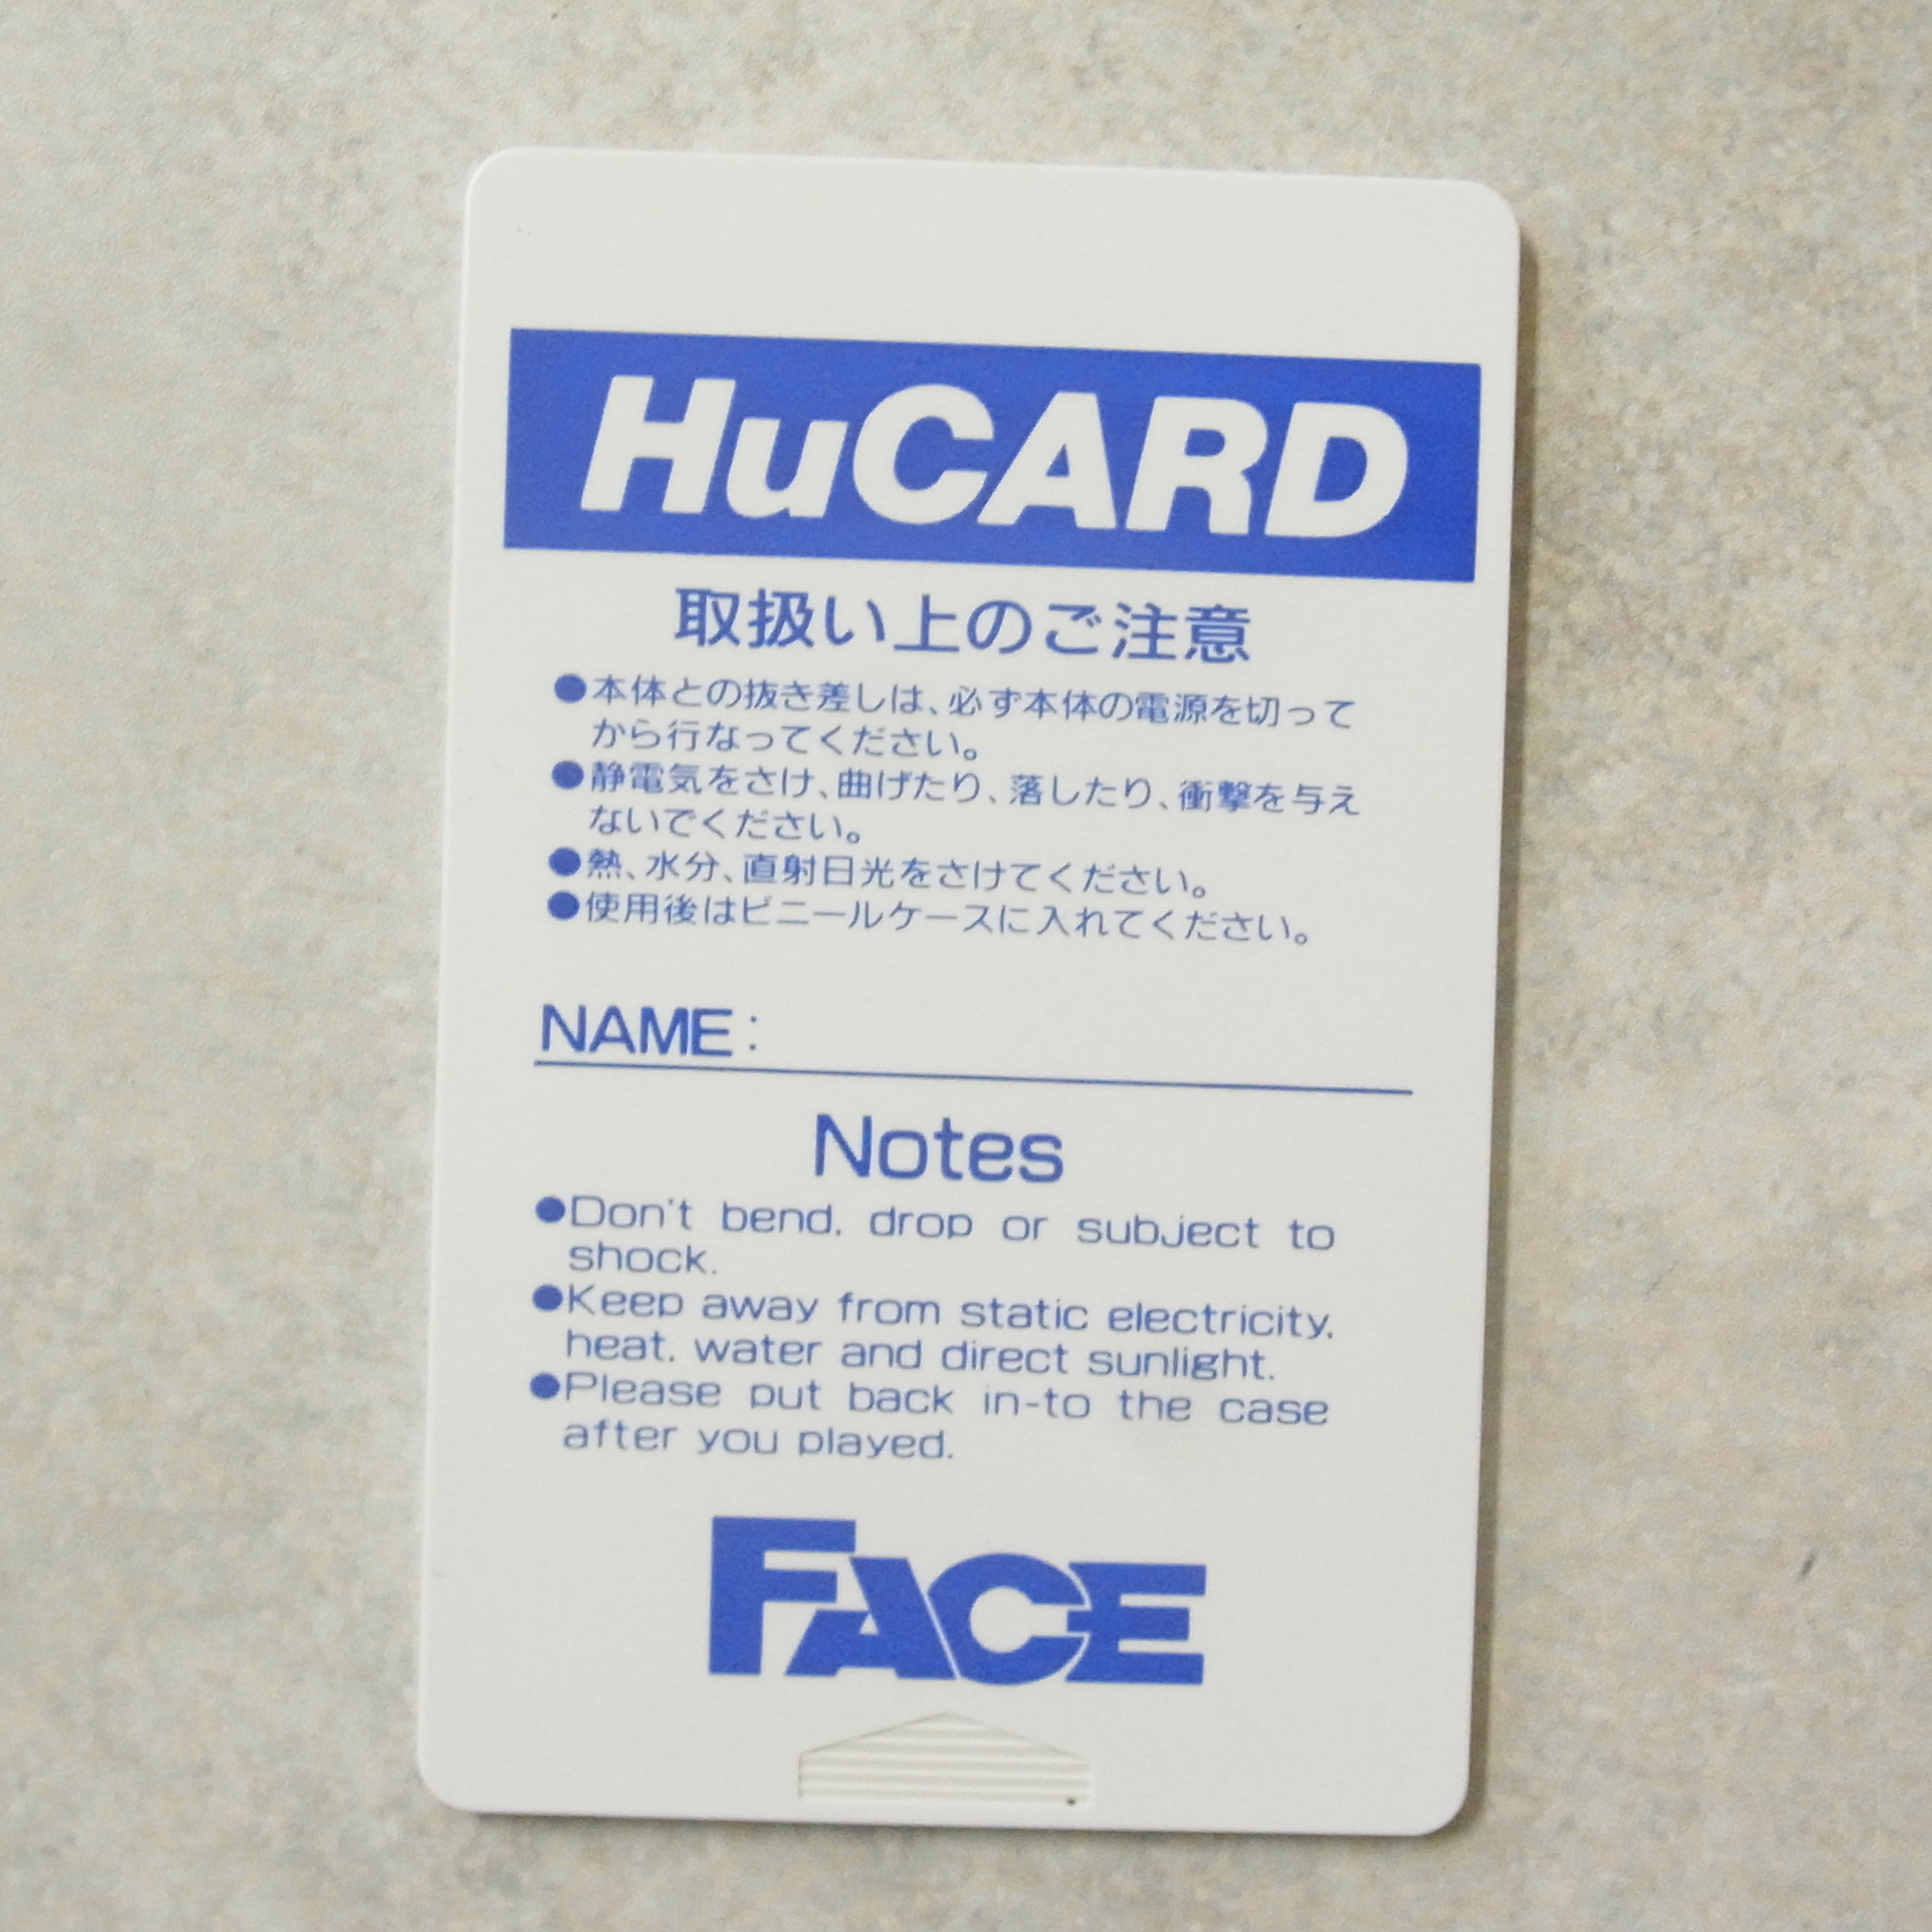 HuCARD
取扱い上のご注意
●本体との抜き差しは、必ず本体の電源を切って
から行なってください。
●静電気をさけ、曲げたり、落したり、衝撃を与え
ないでください。
●熱、水分、直射日光をさけてください。
●使用後はビニールケースに入れてください。
NAME:
Notes
●Don't bend, drop or subject to
shock.
●Keep away from static electricity,
heat, water and direct sunlight.
●Please put back in-to the case
after you played.
FACE